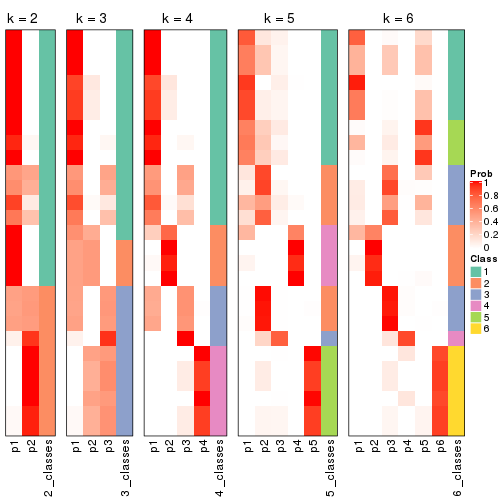 k = 2
k = 3
k = 4
k = 5
k = 6
Prob
1
0.8
0.6
0.4
0.2
0
Class
1
2
3
4
5
6
p1
p2
2_classes
p1
p2
p3
3_classes
p1
p2
p3
p4
4_classes
p1
p2
p3
p4
p5
5_classes
p1
p2
p3
p4
p5
p6
6_classes